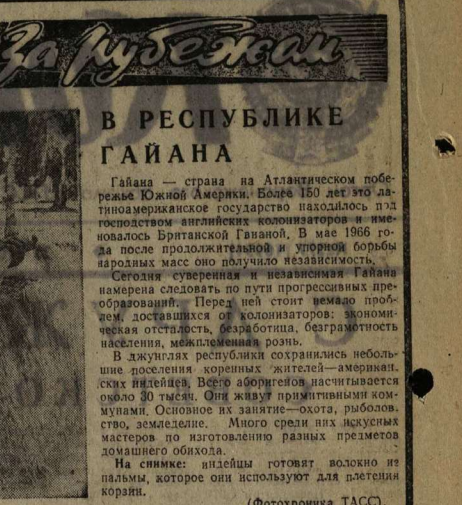 За рубежом
В РЕСПУБЛИКЕ
ГАЙАНА
Гайана — страна на Атлантическом побе-
режье Южной Америки. Более 150 лет это ла-
тиноамериканское государство находилось под
господством английских колонизаторов и име-
новалось Британской Гвианой. В мае 1966 го-
да после продолжительной и упорной борьбы
народных масс оно получило независимость.
Сегодня суверенная и независимая Гайана
намерена следовать по пути прогрессивных пре-
образований. Перед ней стоит немало проб-
лем, доставшихся от колонизаторов: экономи-
ческая отсталость, безработица, безграмотность
населения, межплеменная рознь.
В джунглях республики сохранились неболь-
шие поселения коренных жителей—американ.
ских индейцев. Всего аборигенов насчитывается
около 30 тысяч. Они живут примитивными ком-
мунами. Основное их занятие—охота, рыболов.
ство, земледелие. Много среди них искусных
мастеров по изготовлению разных предметов
домашнего обихода.
На снимке: индейцы готовят волокно из
пальмы, которое они используют для плетения
корзин.
(Фотохроника ТАСС).